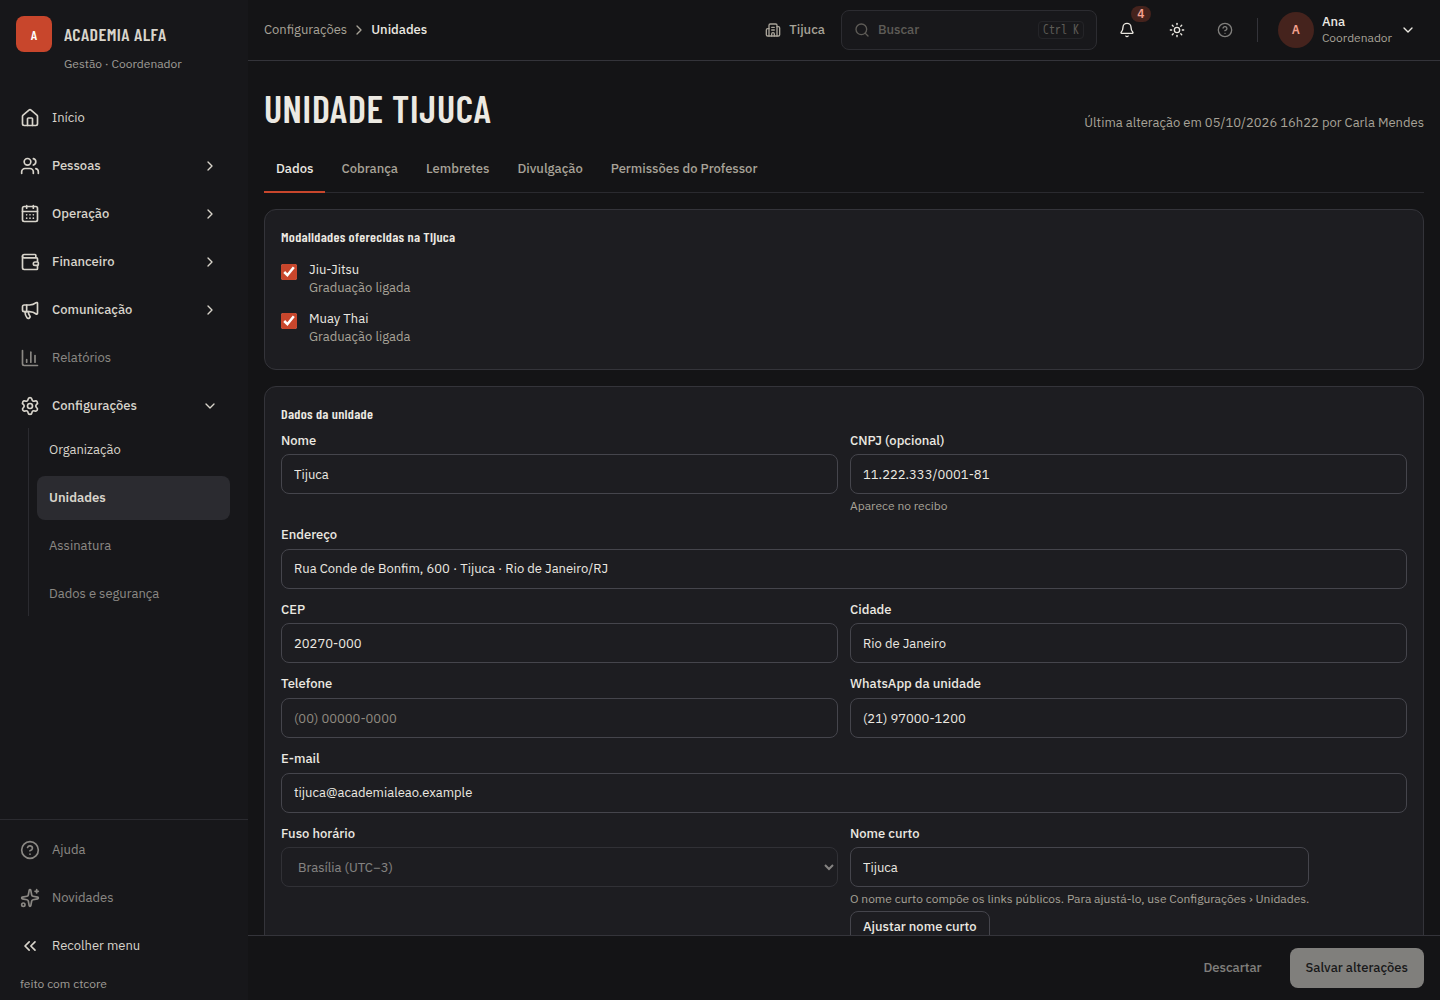 A
ACADEMIA ALFA
Gestão · Coordenador
Início
Pessoas
Operação
Financeiro
Comunicação
Relatórios
Configurações
Organização
Unidades
Assinatura
Dados e segurança
Ajuda
Novidades
Recolher menu
feito com ctcore
Configurações > Unidades
Tijuca
Buscar
Ctrl K
4
A
Ana
Coordenador
UNIDADE TIJUCA
Última alteração em 05/10/2026 16h22 por Carla Mendes
Dados
Cobrança
Lembretes
Divulgação
Permissões do Professor
Modalidades oferecidas na Tijuca
Jiu-Jitsu
Graduação ligada
Muay Thai
Graduação ligada
Dados da unidade
Nome
CNPJ (opcional)
Tijuca
11.222.333/0001-81
Aparece no recibo
Endereço
Rua Conde de Bonfim, 600 · Tijuca · Rio de Janeiro/RJ
CEP
Cidade
20270-000
Rio de Janeiro
Telefone
WhatsApp da unidade
(00) 00000-0000
(21) 97000-1200
E-mail
tijuca@academialeao.example
Fuso horário
Nome curto
Brasília (UTC−3)
Tijuca
O nome curto compõe os links públicos. Para ajustá-lo, use Configurações › Unidades.
Ajustar nome curto
Descartar
Salvar alterações